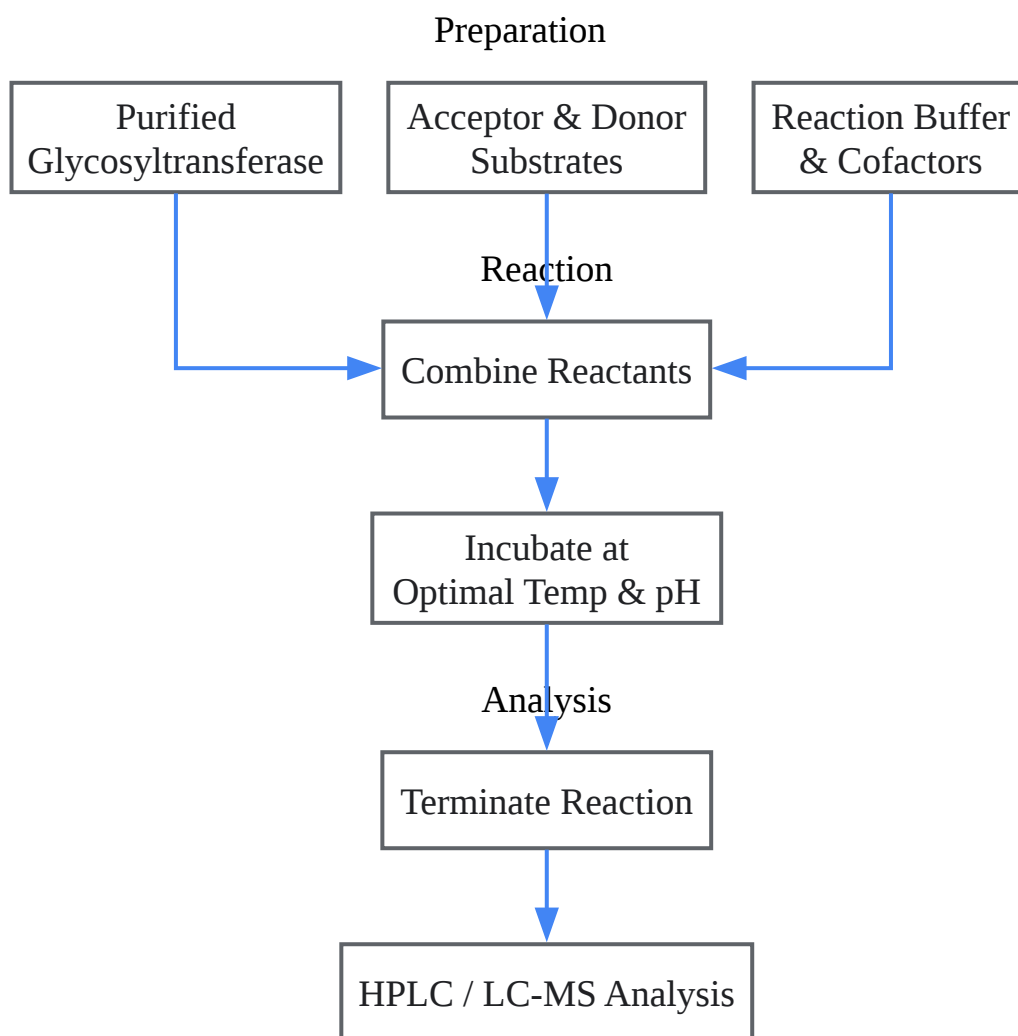 Preparation
Purified
Glycosyltransferase
Acceptor & Donor
Substrates
Reaction Buffer
& Cofactors
Reaction
Combine Reactants
Incubate at
Optimal Temp & pH
Analysis
Terminate Reaction
HPLC / LC-MS Analysis